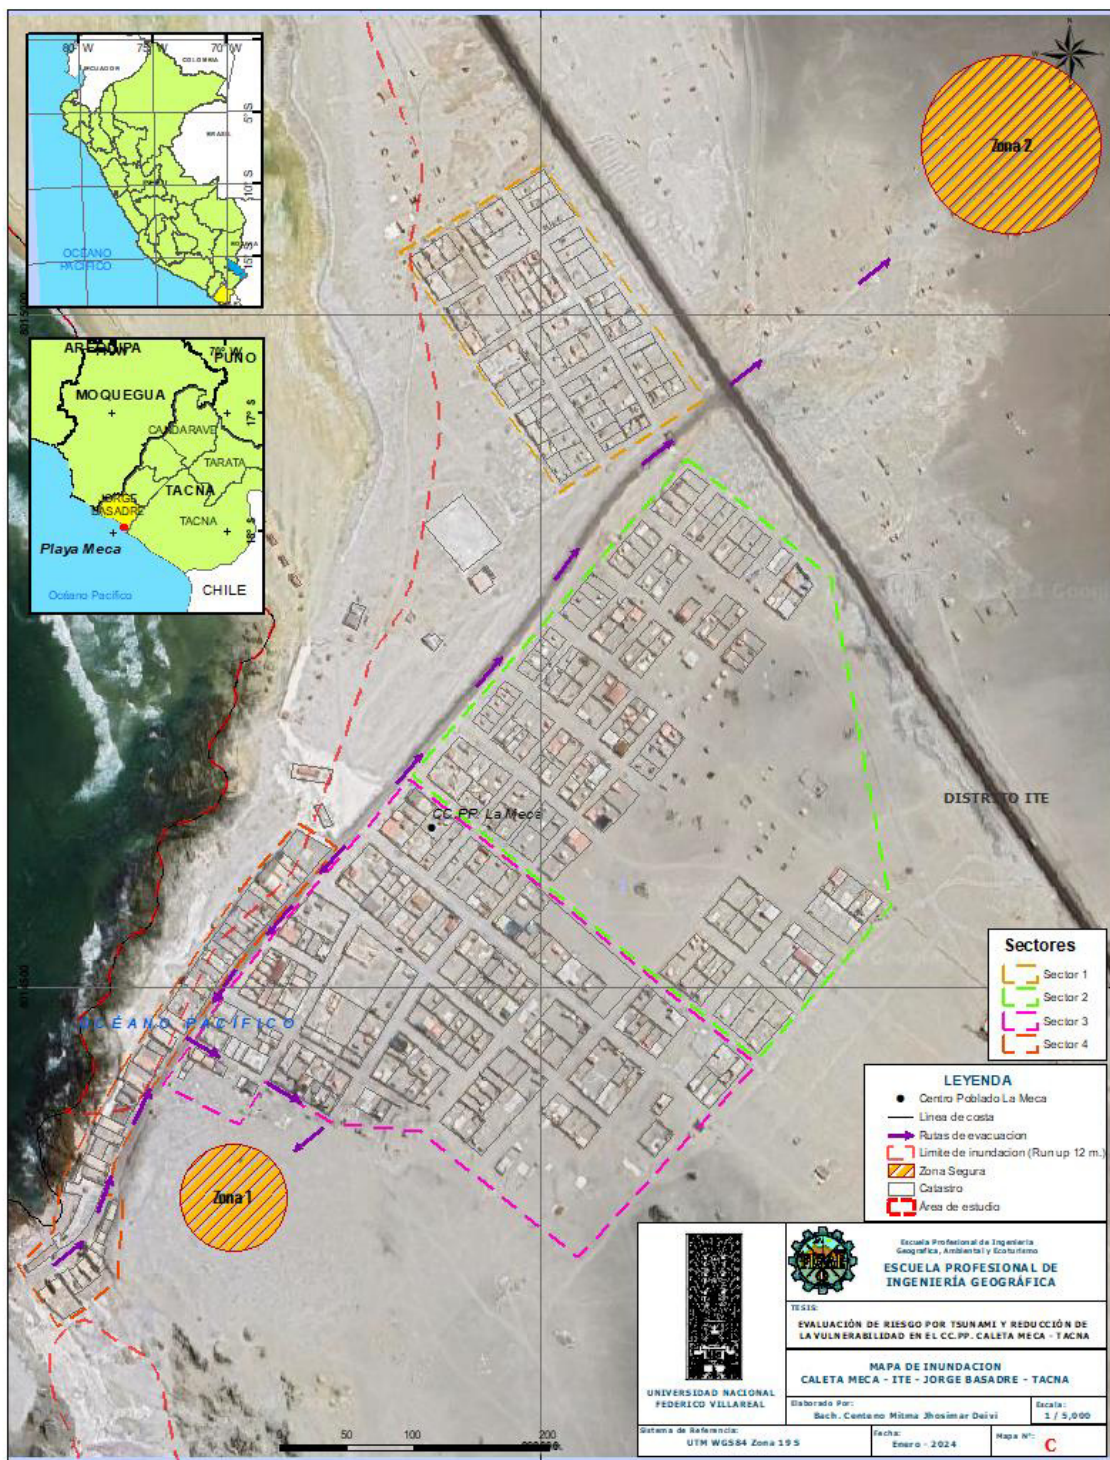 80° W
75° W
70° W
ECUADOR
COLOMBIA
BRASIL
5° S
10° S
15° S
OCÉANO
PACÍFICO
AREQUIPA
70° W
PUNO
MOQUEGUA
17° S
CANDARAVE
TARATA
TACNA
JORGE
BASADRE
TACNA
18° S
Playa Meca
CHILE
Océano Pacífico
Zona 2
CC.PP. La Meca
DISTRITO ITE
OCÉANO PACÍFICO
Zona 1
Sectores
Sector 1
Sector 2
Sector 3
Sector 4
LEYENDA
Centro Poblado La Meca
Linea de costa
Rutas de evacuacion
Limite de inundacion (Run up 12 m.)
Zona Segura
Catastro
Area de estudio
UNIVERSIDAD NACIONAL
FEDERICO VILLAREAL
Escuela Profesional de Ingeniería
Geografica, Ambiental y Ecoturismo
ESCUELA PROFESIONAL DE
INGENIERÍA GEOGRÁFICA
TESIS:
EVALUACIÓN DE RIESGO POR TSUNAMI Y REDUCCIÓN DE
LA VULNERABILIDAD EN EL CC.PP. CALETA MECA - TACNA
MAPA DE INUNDACION
CALETA MECA - ITE - JORGE BASADRE - TACNA
Elaborado Por:
Bach. Centeno Mitma Jhosimar Deivi
Escala:
1 / 5,000
Sistema de Referencia:
UTM WGS84 Zona 19 S
Fecha:
Enero - 2024
Mapa N°:
C
50
100
200